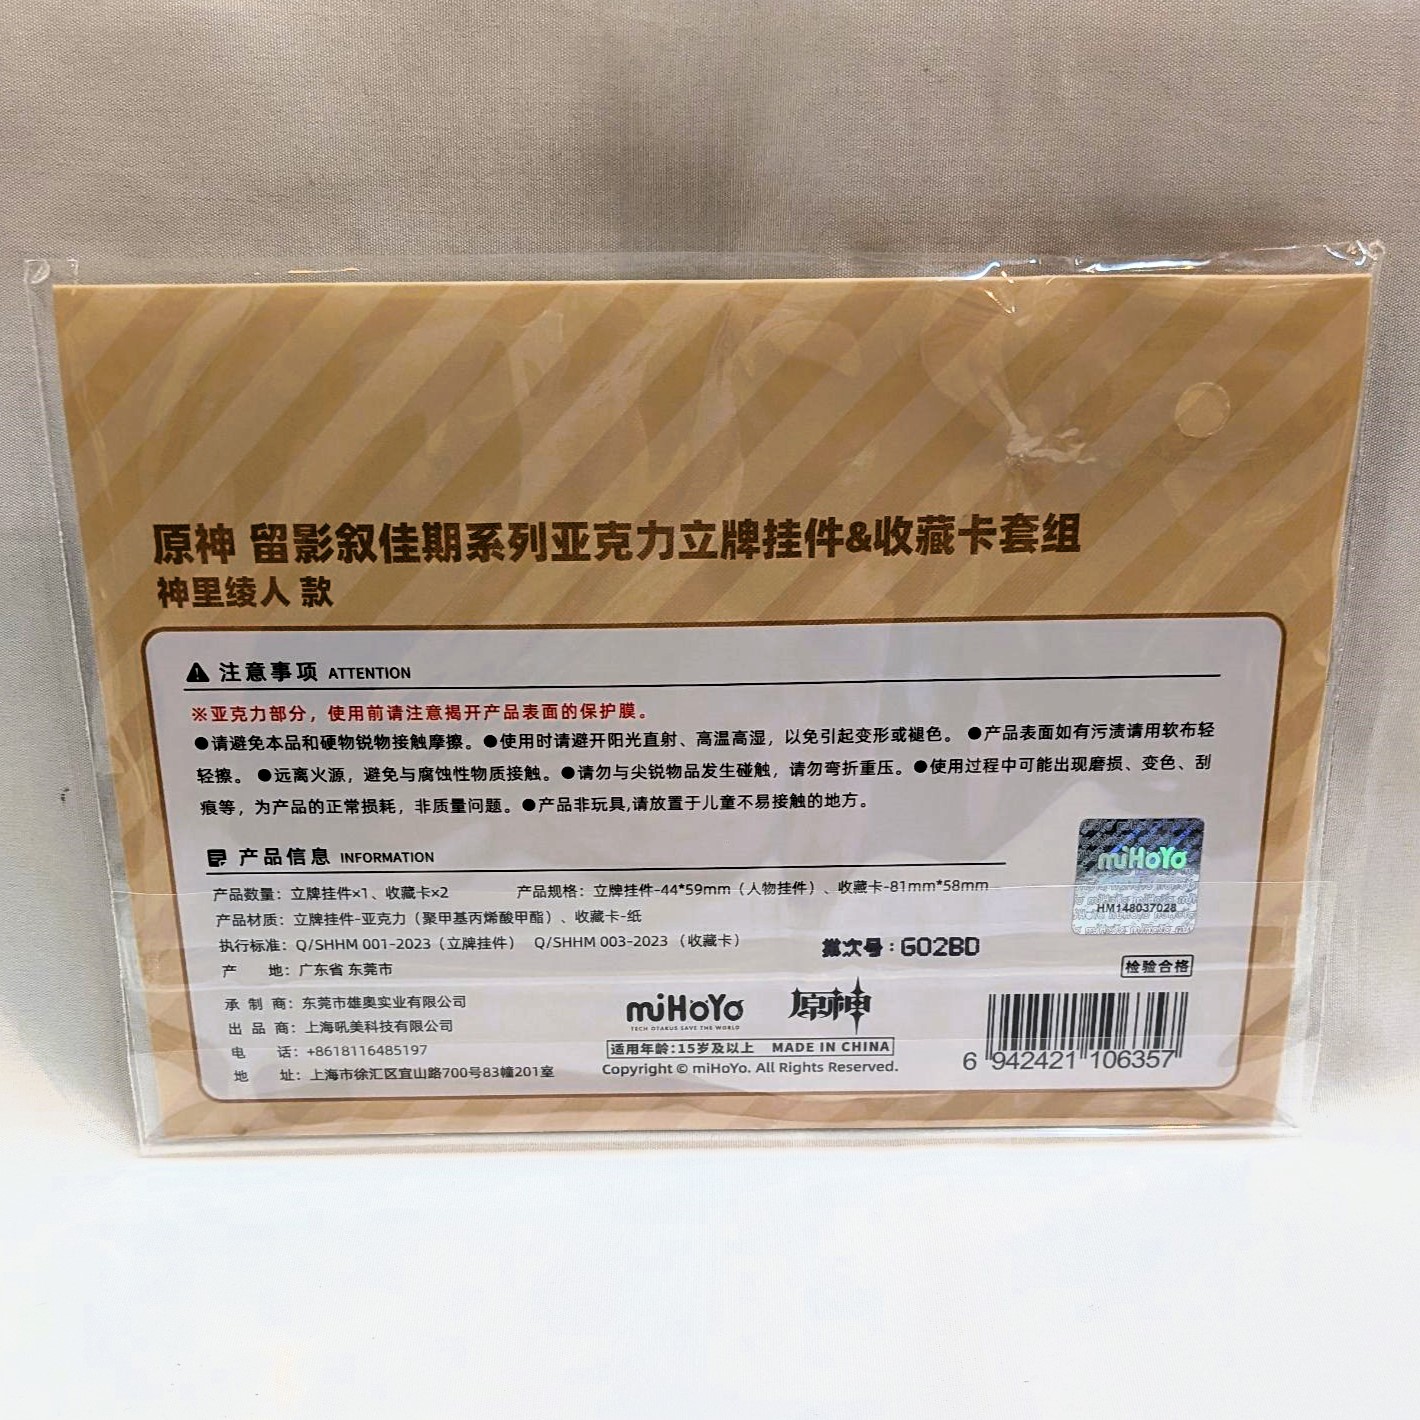 原神 留影叙佳期系列亚克力立牌挂件&收藏卡套组
神里绫人 款
注意事项 ATTENTION
※亚克力部分，使用前请注意揭开产品表面的保护膜。
●请避免本品和硬物锐物接触摩擦。●使用时请避开阳光直射、高温高湿，以免引起变形或褪色。●产品表面如有污渍请用软布轻
轻擦。●远离火源，避免与腐蚀性物质接触。●请勿与尖锐物品发生碰触，请勿弯折重压。●使用过程中可能出现磨损、变色、刮
痕等，为产品的正常损耗，非质量问题。●产品非玩具,请放置于儿童不易接触的地方。
产品信息 INFORMATION
产品数量：立牌挂件×1、收藏卡×2 产品规格：立牌挂件-44*59mm（人物挂件）、收藏卡-81mm*58mm
产品材质：立牌挂件-亚克力（聚甲基丙烯酸甲酯）、收藏卡-纸
执行标准：Q/SHHM 001-2023（立牌挂件） Q/SHHM 003-2023（收藏卡）
产 地：广东省 东莞市
承 制 商：东莞市雄奥实业有限公司
出 品 商：上海吼美科技有限公司
电 话：+8618116485197
地 址：上海市徐汇区宜山路700号83幢201室
批次号：G02BD
miHoYo
TECH OTAKUS SAVE THE WORLD
原神
适用年龄：15岁及以上 MADE IN CHINA
Copyright © miHoYo. All Rights Reserved.
miHoYo
HM148037028
检验合格
6 942421 106357